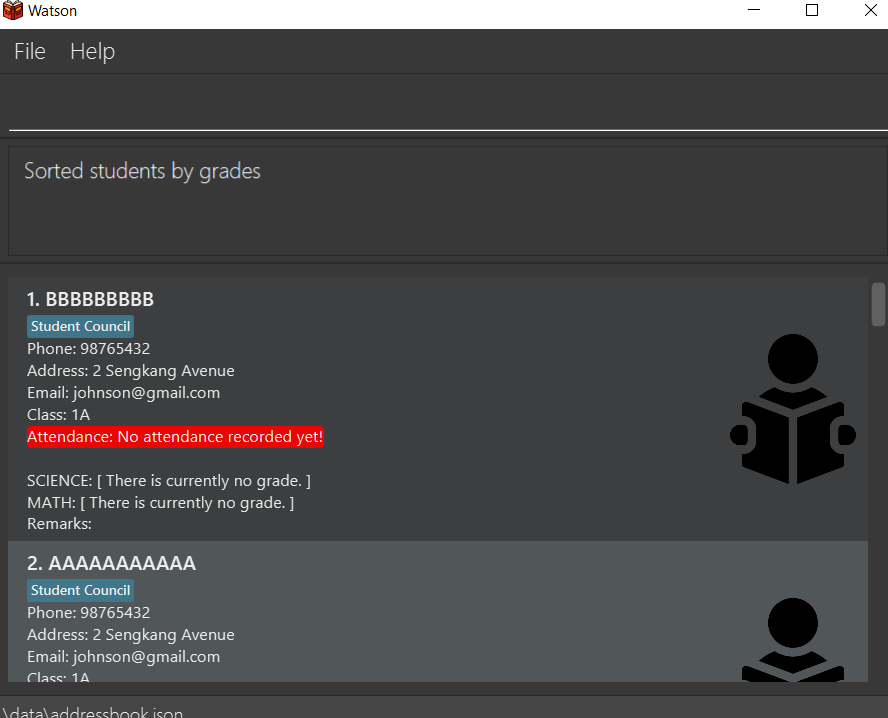 Watson
File Help
Sorted students by grades
1. BBBBBBBBB
Student Council
Phone: 98765432
Address: 2 Sengkang Avenue
Email: johnson@gmail.com
Class: 1A
Attendance: No attendance recorded yet!
SCIENCE: [ There is currently no grade. ]
MATH: [ There is currently no grade. ]
Remarks:
2. AAAAAAAAAAA
Student Council
Phone: 98765432
Address: 2 Sengkang Avenue
Email: johnson@gmail.com
Class: 1A
\data\addressbook.json